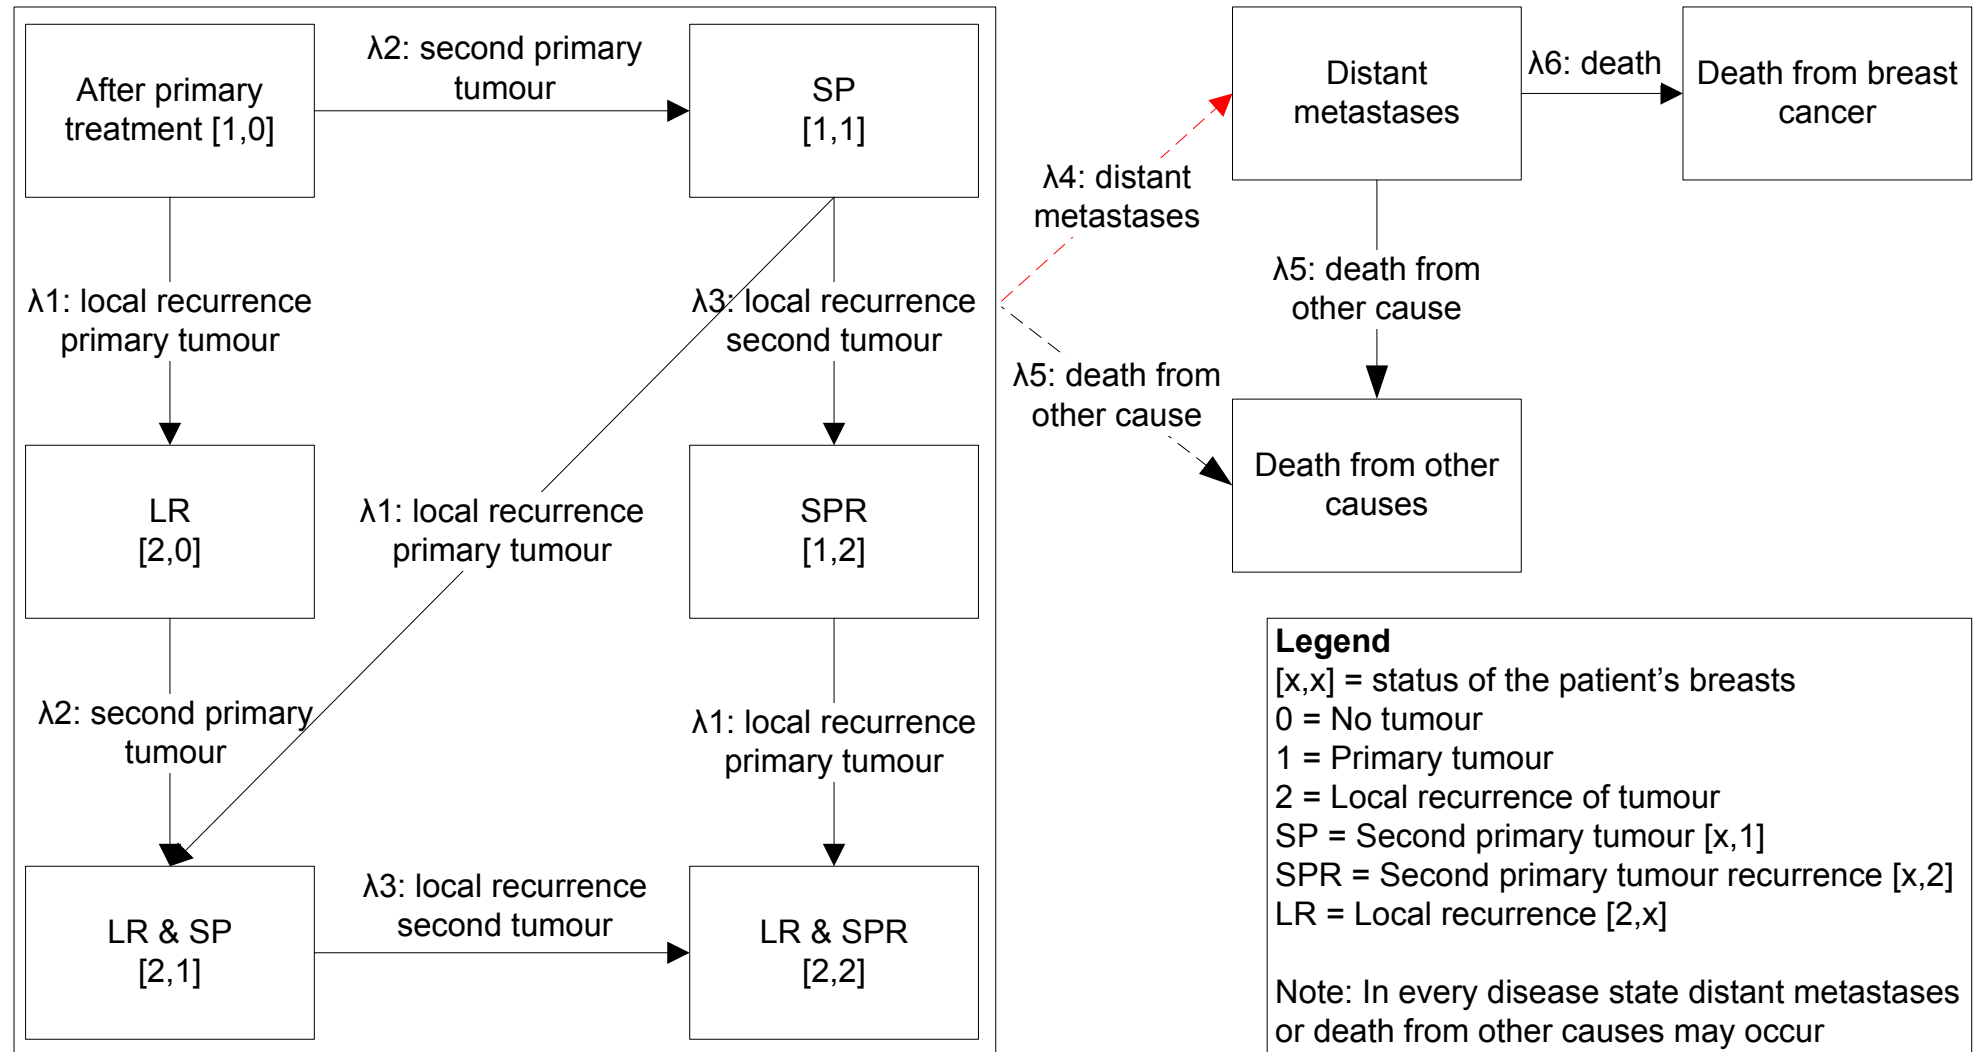 After primary
treatment [1,0]
λ2: second primary
tumour
SP
[1,1]
Distant
metastases
λ6: death
Death from breast
cancer
λ4: distant
metastases
λ1: local recurrence
primary tumour
λ3: local recurrence
second tumour
λ5: death from
other cause
λ5: death from
other cause
Death from other
causes
LR
[2,0]
λ1: local recurrence
primary tumour
SPR
[1,2]
λ2: second primary
tumour
λ1: local recurrence
primary tumour
LR & SP
[2,1]
λ3: local recurrence
second tumour
LR & SPR
[2,2]
Legend
[x,x] = status of the patient's breasts
0 = No tumour
1 = Primary tumour
2 = Local recurrence of tumour
SP = Second primary tumour [x,1]
SPR = Second primary tumour recurrence [x,2]
LR = Local recurrence [2,x]
Note: In every disease state distant metastases
or death from other causes may occur